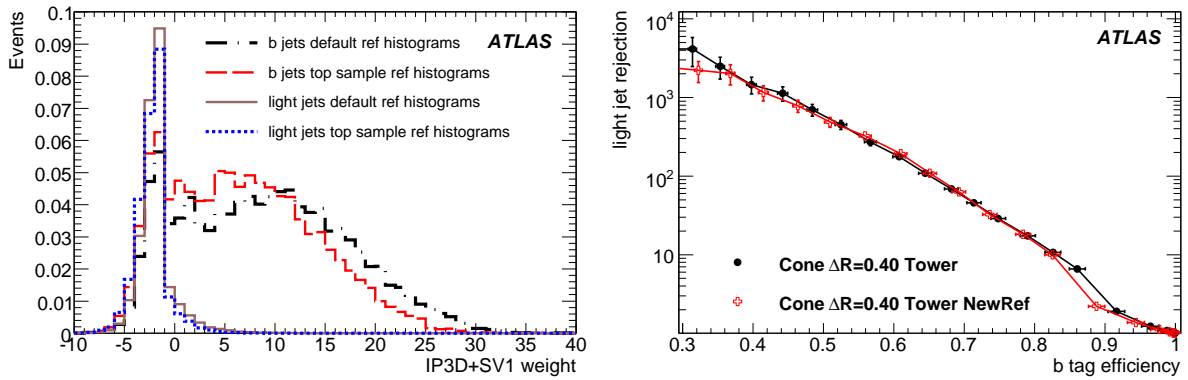 Events
0.1
0.09
0.08
0.07
0.06
0.05
0.04
0.03
0.02
0.01
0
-10 -5 0 5 10 15 20 25 30 35 40
IP3D+SV1 weight
ATLAS
b jets default ref histograms
b jets top sample ref histograms
light jets default ref histograms
light jets top sample ref histograms
light jet rejection
10⁴
10³
10²
10
0.3 0.4 0.5 0.6 0.7 0.8 0.9 1
b tag efficiency
ATLAS
Cone ΔR=0.40 Tower
Cone ΔR=0.40 Tower NewRef